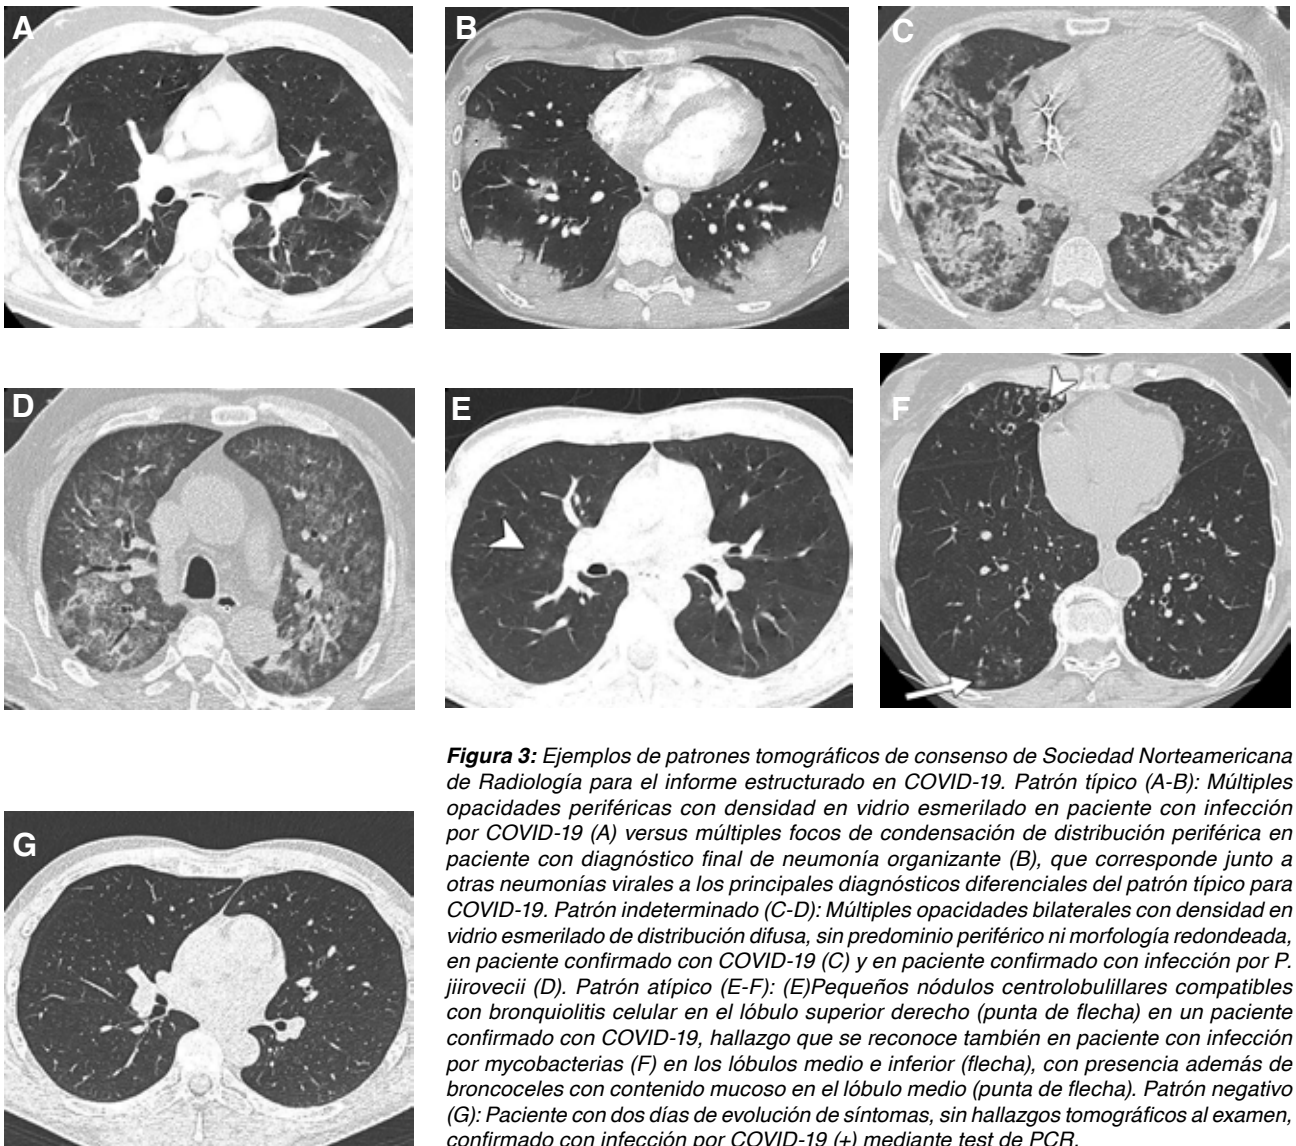 A
B
C
D
E
F
G
Figura 3: Ejemplos de patrones tomográficos de consenso de Sociedad Norteamericana
de Radiología para el informe estructurado en COVID-19. Patrón típico (A-B): Múltiples
opacidades periféricas con densidad en vidrio esmerilado en paciente con infección
por COVID-19 (A) versus múltiples focos de condensación de distribución periférica en
paciente con diagnóstico final de neumonía organizante (B), que corresponde junto a
otras neumonías virales a los principales diagnósticos diferenciales del patrón típico para
COVID-19. Patrón indeterminado (C-D): Múltiples opacidades bilaterales con densidad en
vidrio esmerilado de distribución difusa, sin predominio periférico ni morfología redondeada,
en paciente confirmado con COVID-19 (C) y en paciente confirmado con infección por P.
jiirovecii (D). Patrón atípico (E-F): (E)Pequeños nódulos centrolobulillares compatibles
con bronquiolitis celular en el lóbulo superior derecho (punta de flecha) en un paciente
confirmado con COVID-19, hallazgo que se reconoce también en paciente con infección
por mycobacterias (F) en los lóbulos medio e inferior (flecha), con presencia además de
broncoceles con contenido mucoso en el lóbulo medio (punta de flecha). Patrón negativo
(G): Paciente con dos días de evolución de síntomas, sin hallazgos tomográficos al examen,
confirmado con infección por COVID-19 (+) mediante test de PCR.